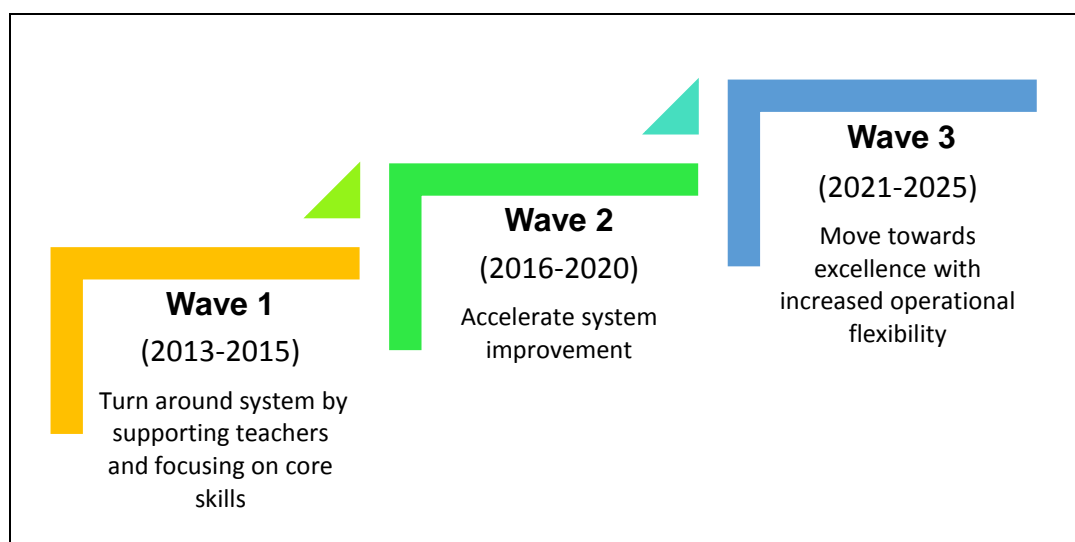 Wave 1
(2013-2015)
Turn around system by
supporting teachers
and focusing on core
skills
Wave 2
(2016-2020)
Accelerate system
improvement
Wave 3
(2021-2025)
Move towards
excellence with
increased operational
flexibility